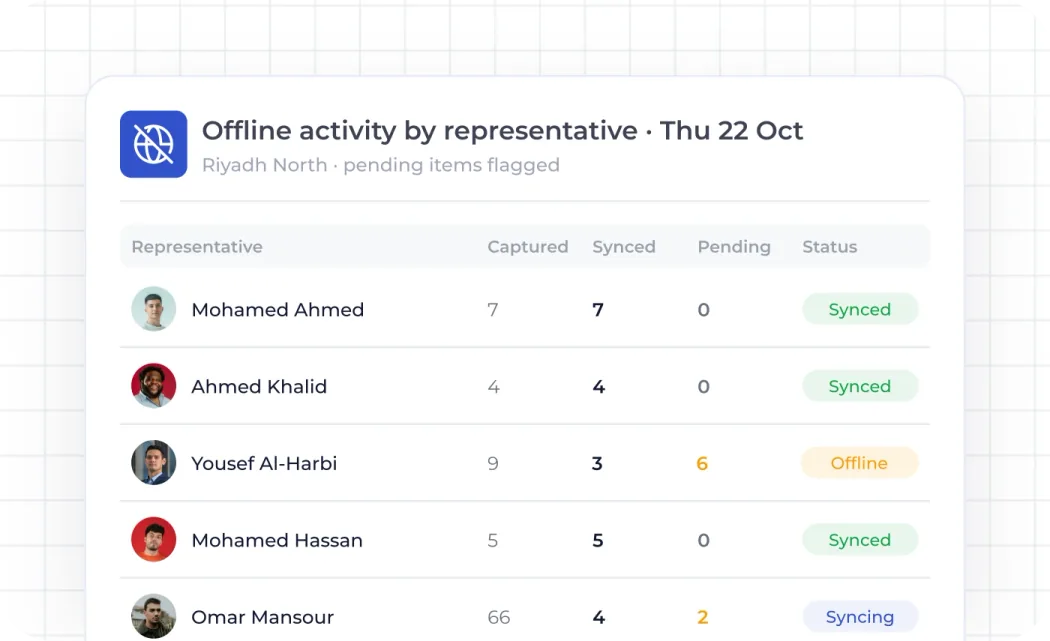 Offline activity by representative · Thu 22 Oct
Riyadh North · pending items flagged
Representative Captured Synced Pending Status
Mohamed Ahmed 7 7 0 Synced
Ahmed Khalid 4 4 0 Synced
Yousef Al-Harbi 9 3 6 Offline
Mohamed Hassan 5 5 0 Synced
Omar Mansour 66 4 2 Syncing